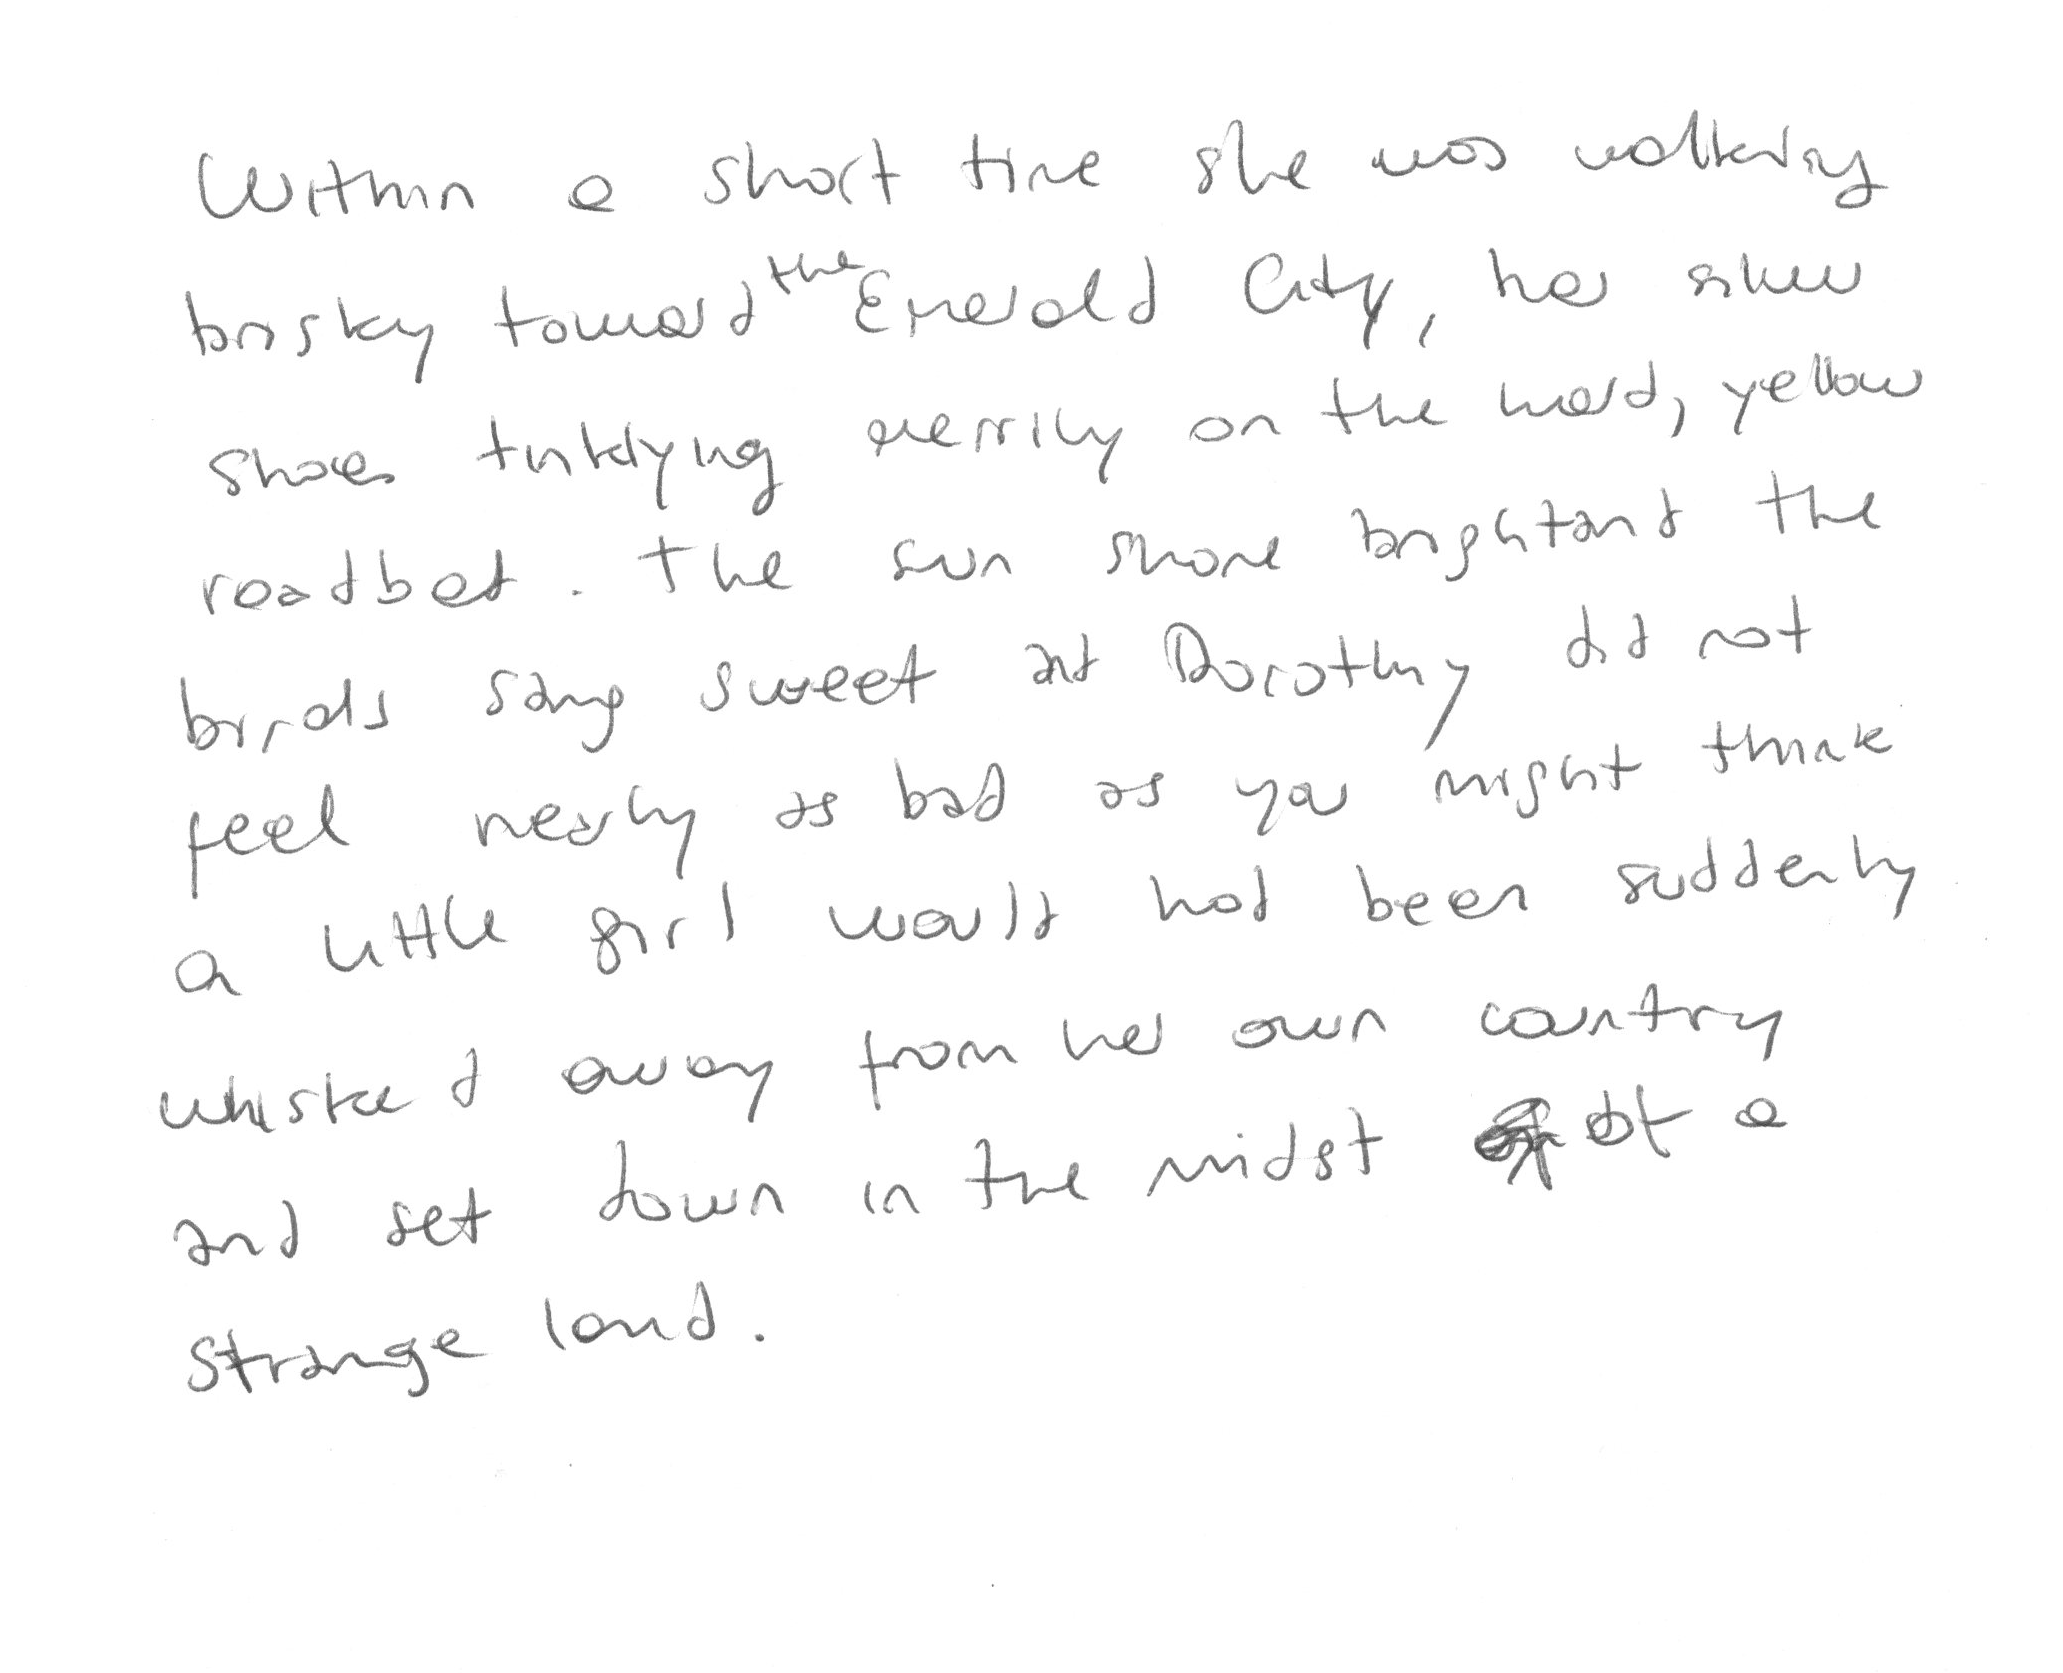 Within a short time she was walking
brisky toward the Emerald City, her silver
shoes tinklying merrily on the hard, yellow
roadbed. The sun shone bright and the
birds sang sweet and Dorothy did not
feel nearly as bad as you might think
a little girl would had been suddenly
whisked away from her own country
and set down in the midst of a
strange land.